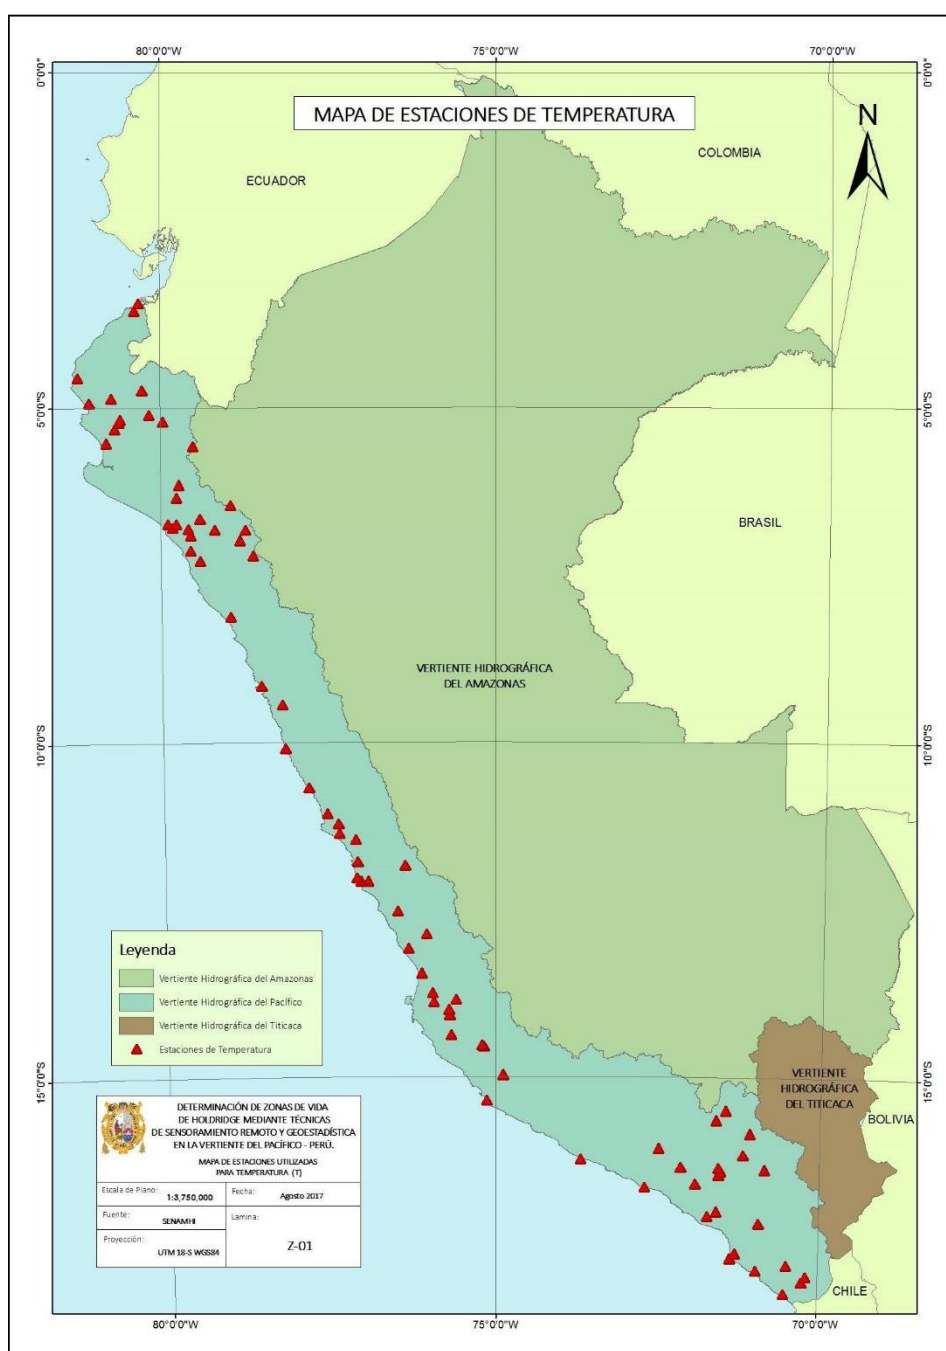 80°0'0"W
75°0'0"W
70°0'0"W
0°0'0"
0°0'0"
MAPA DE ESTACIONES DE TEMPERATURA
N
COLOMBIA
ECUADOR
5°0'0"S
5°0'0"S
BRASIL
VERTIENTE HIDROGRÁFICA
DEL AMAZONAS
10°0'0"S
10°0'0"S
Leyenda
Vertiente Hidrográfica del Amazonas
Vertiente Hidrográfica del Pacífico
Vertiente Hidrográfica del Titicaca
Estaciones de Temperatura
VERTIENTE
HIDROGRÁFICA
DEL TITICACA
15°0'0"S
15°0'0"S
BOLIVIA
DETERMINACIÓN DE ZONAS DE VIDA
DE HOLDRIDGE MEDIANTE TÉCNICAS
DE SENSORAMIENTO REMOTO Y GEOESTADÍSTICA
EN LA VERTIENTE DEL PACÍFICO - PERÚ.
MAPA DE ESTACIONES UTILIZADAS
PARA TEMPERATURA (T)
Escala de Plano: 1:3,750,000
Fecha: Agosto 2017
Fuente: SENAMHI
Lamina: Z-01
Proyección: UTM 18-S WGS84
CHILE
80°0'0"W
75°0'0"W
70°0'0"W